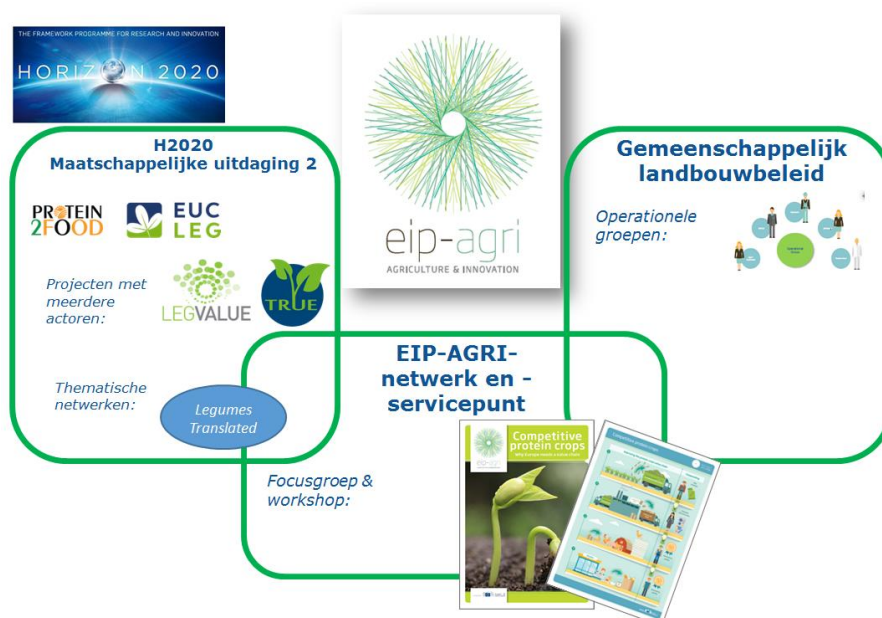 THE FRAMEWORK PROGRAMME FOR RESEARCH AND INNOVATION
HORIZON 2020
eip-agri
AGRICULTURE & INNOVATION
H2020
Maatschappelijke uitdaging 2
PROTEIN
2FOOD
EUC
LEG
Projecten met
meerdere
actoren:
LEGVALUE
TRUE
Thematische
netwerken:
Legumes
Translated
Gemeenschappelijk
landbouwbeleid
Operationele
groepen:
EIP-AGRI-
netwerk en -
servicepunt
Focusgroep &
workshop:
eip-agri
Competitive
protein crops